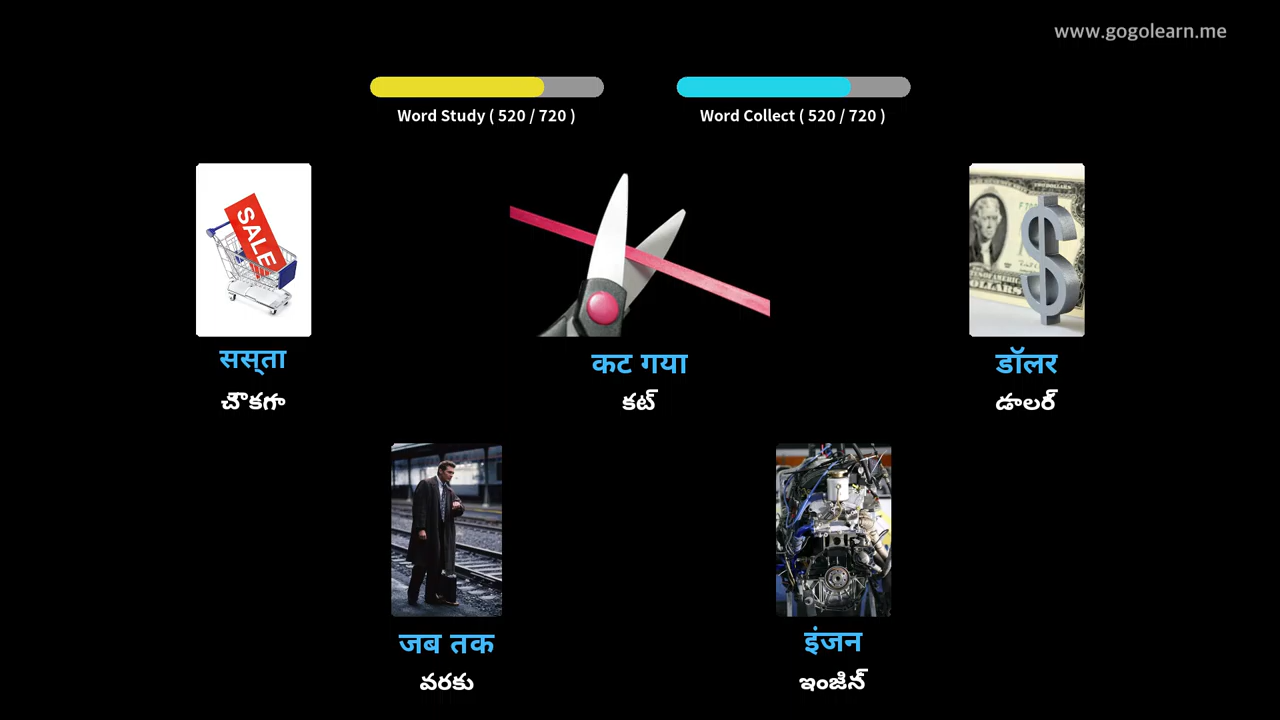 www.gogolearn.me
Word Study ( 520 / 720 )
Word Collect ( 520 / 720 )
SALE
सस्ता
చౌకగా
कट गया
కట్
डॉलर
డాలర్
जब तक
వరకు
इंजन
ఇంజిన్